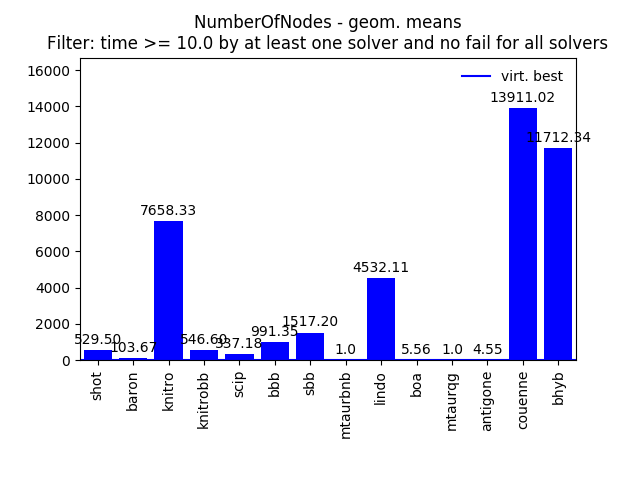 NumberOfNodes - geom. means
Filter: time >= 10.0 by at least one solver and no fail for all solvers
virt. best
16000
14000
12000
10000
8000
6000
4000
2000
0
529.50
103.67
7658.33
546.60
337.18
991.35
1517.20
1.0
4532.11
5.56
1.0
4.55
13911.02
11712.34
shot
baron
knitro
knitrobb
scip
bbb
sbb
mtaurbnb
lindo
boa
mtaurqg
antigone
couenne
bhyb